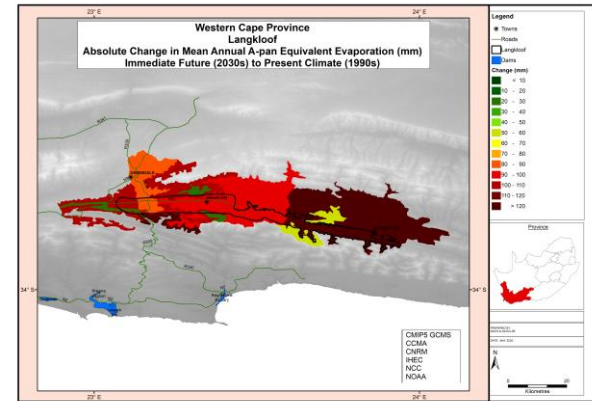 23° E
24° E
Western Cape Province
Langkloof
Absolute Change in Mean Annual A-pan Equivalent Evaporation (mm)
Immediate Future (2030s) to Present Climate (1990s)
34° S
34° S
CMIP5 GCMS
CCMA
CNRM
IHEC
NCC
NOAA
23° E
24° E
Legend
Towns
Roads
Langkloof
Dams
Change (mm)
< 10
10 - 20
20 - 30
30 - 40
40 - 50
50 - 60
60 - 70
70 - 80
80 - 90
90 - 100
100 - 110
110 - 120
> 120
Province
N
0
20
Kilometres